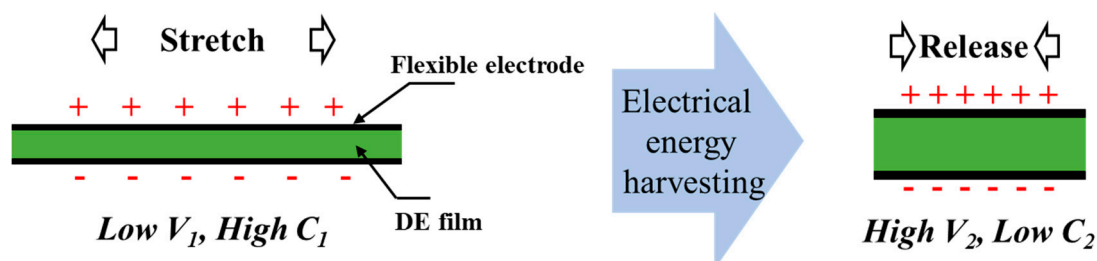 Stretch
Flexible electrode
+ + + + + +
- - - - - -
DE film
Low V₁, High C₁
Electrical
energy
harvesting
Release
+ + + + + +
- - - - - -
High V₂, Low C₂